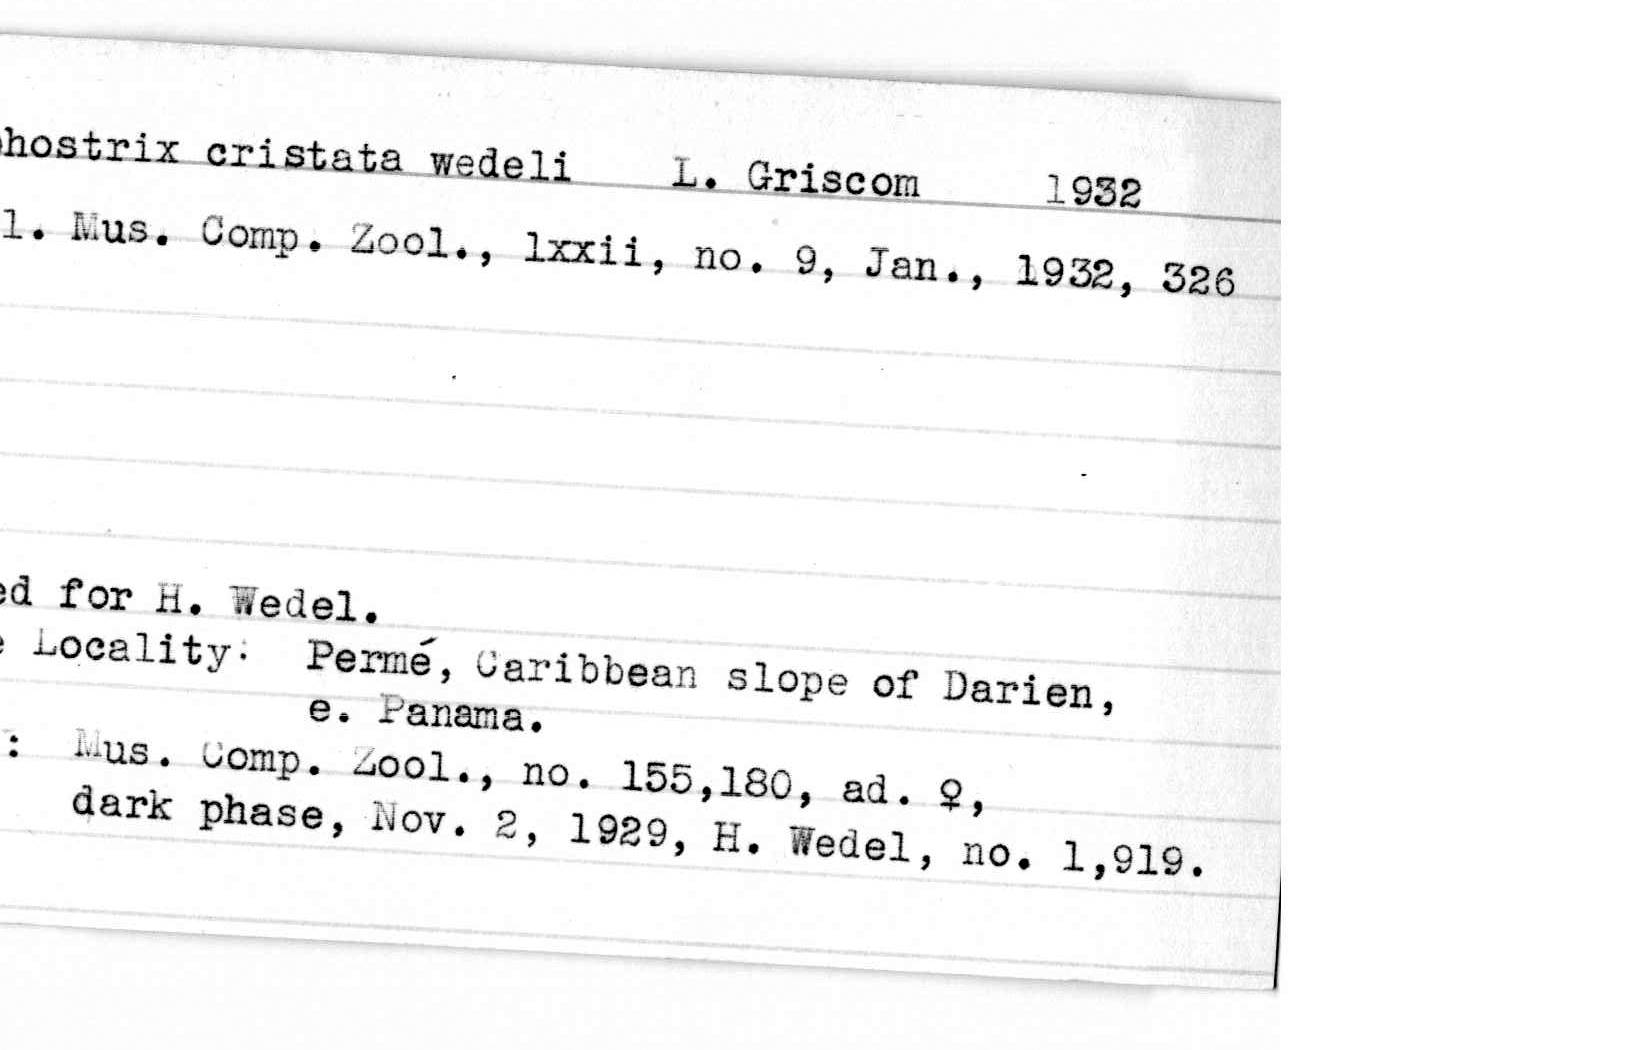 hostrix cristata wedeli L. Griscom 1932
l. Mus. Comp. Zool., lxxii, no. 9, Jan., 1932, 326
ed for H. Wedel.
e Locality: Permé, Caribbean slope of Darien,
e. Panama.
: Mus. Comp. Zool., no. 155,180, ad. ♀,
dark phase, Nov. 2, 1929, H. Wedel, no. 1,919.